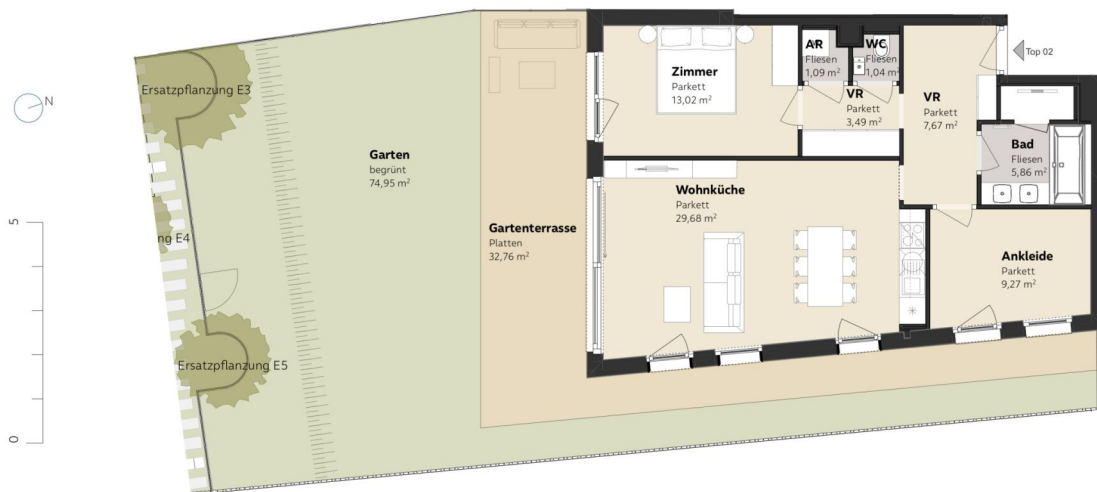 Ersatzpflanzung E3
N
Garten
begrünt
74,95 m²
5
ng E4
Ersatzpflanzung E5
0
Gartenterrasse
Platten
32,76 m²
Zimmer
Parkett
13,02 m²
AR
Fliesen
1,09 m²
WC
Fliesen
1,04 m²
VR
Parkett
3,49 m²
VR
Parkett
7,67 m²
Top 02
Bad
Fliesen
5,86 m²
Wohnküche
Parkett
29,68 m²
Ankleide
Parkett
9,27 m²